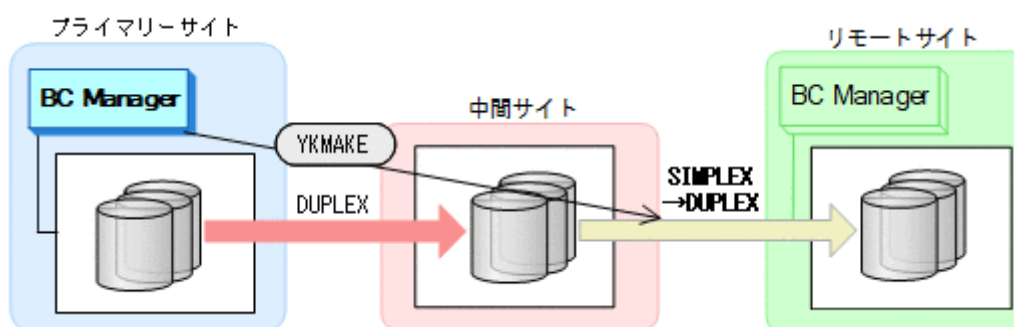 プライマリーサイト
リモートサイト
BC Manager
BC Manager
中間サイト
YKMAKE
SIMPLEX
→DUPLEX
DUPLEX